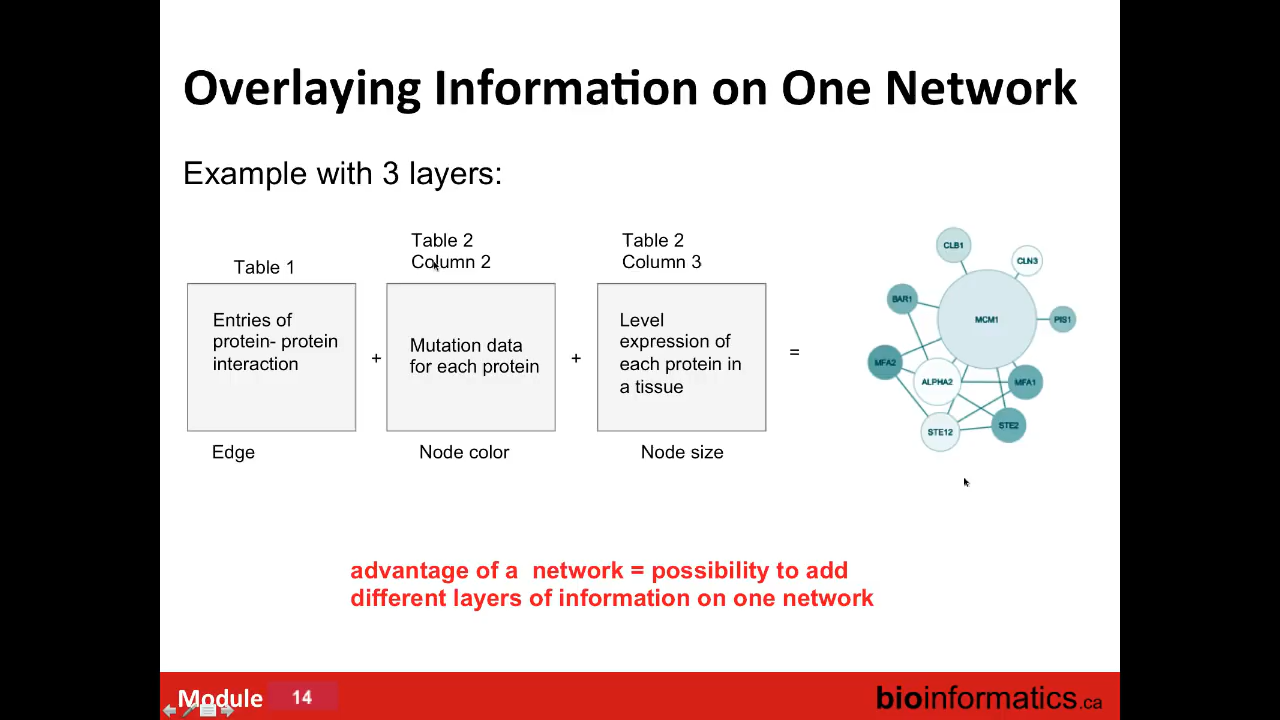 Overlaying Information on One Network
Example with 3 layers:
Table 1
Table 2
Column 2
Table 2
Column 3
Entries of
protein- protein
interaction
+
Mutation data
for each protein
+
Level
expression of
each protein in
a tissue
=
Edge
Node color
Node size
CLB1
CLN3
BAR1
MCM1
PIS1
MFA2
ALPHA2
MFA1
STE12
STE2
advantage of a network = possibility to add
different layers of information on one network
Module 14
bioinformatics.ca